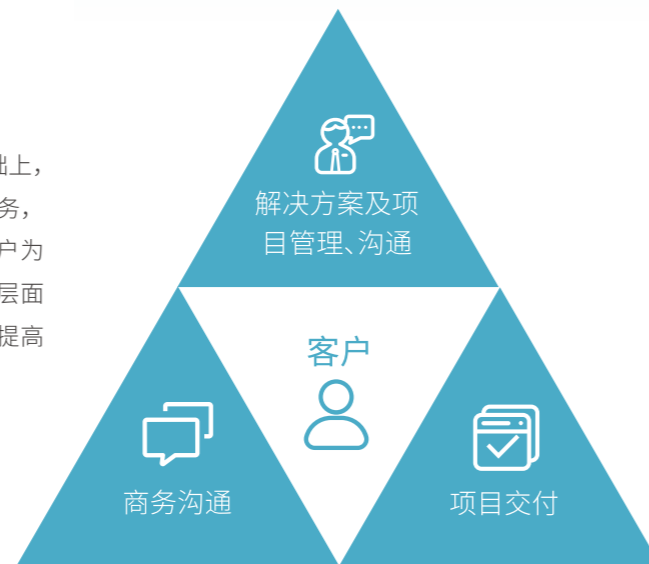 础上，
务，
户为
层面
提高
解决方案及项
目管理、沟通
客户
商务沟通
项目交付